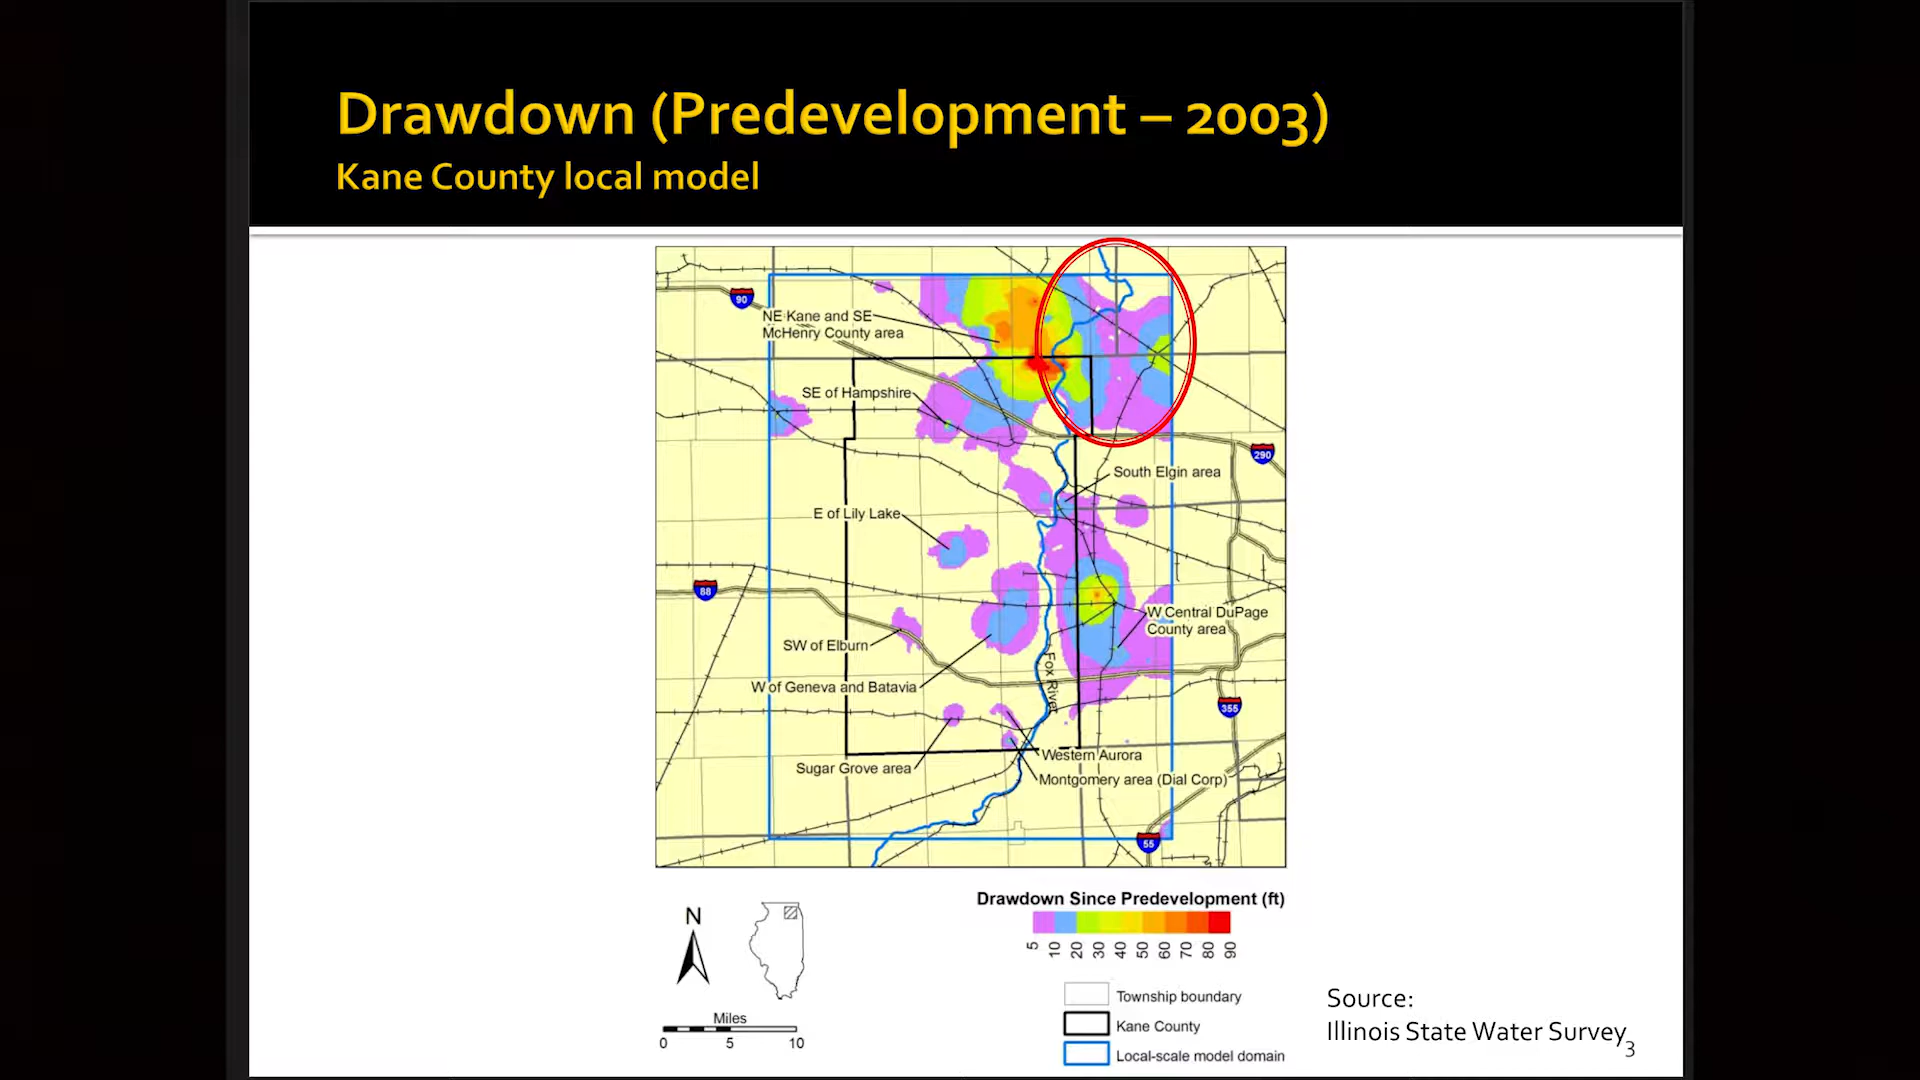 Drawdown (Predevelopment – 2003)
Kane County local model
90
NE Kane and SE
McHenry County area
SE of Hampshire
290
South Elgin area
E of Lily Lake
88
W Central DuPage
County area
SW of Elburn
Fox River
W of Geneva and Batavia
355
Western Aurora
Sugar Grove area
Montgomery area (Dial Corp)
55
Drawdown Since Predevelopment (ft)
5 10 20 30 40 50 60 70 80 90
N
Miles
0 5 10
Township boundary
Kane County
Local-scale model domain
Source:
Illinois State Water Survey
3